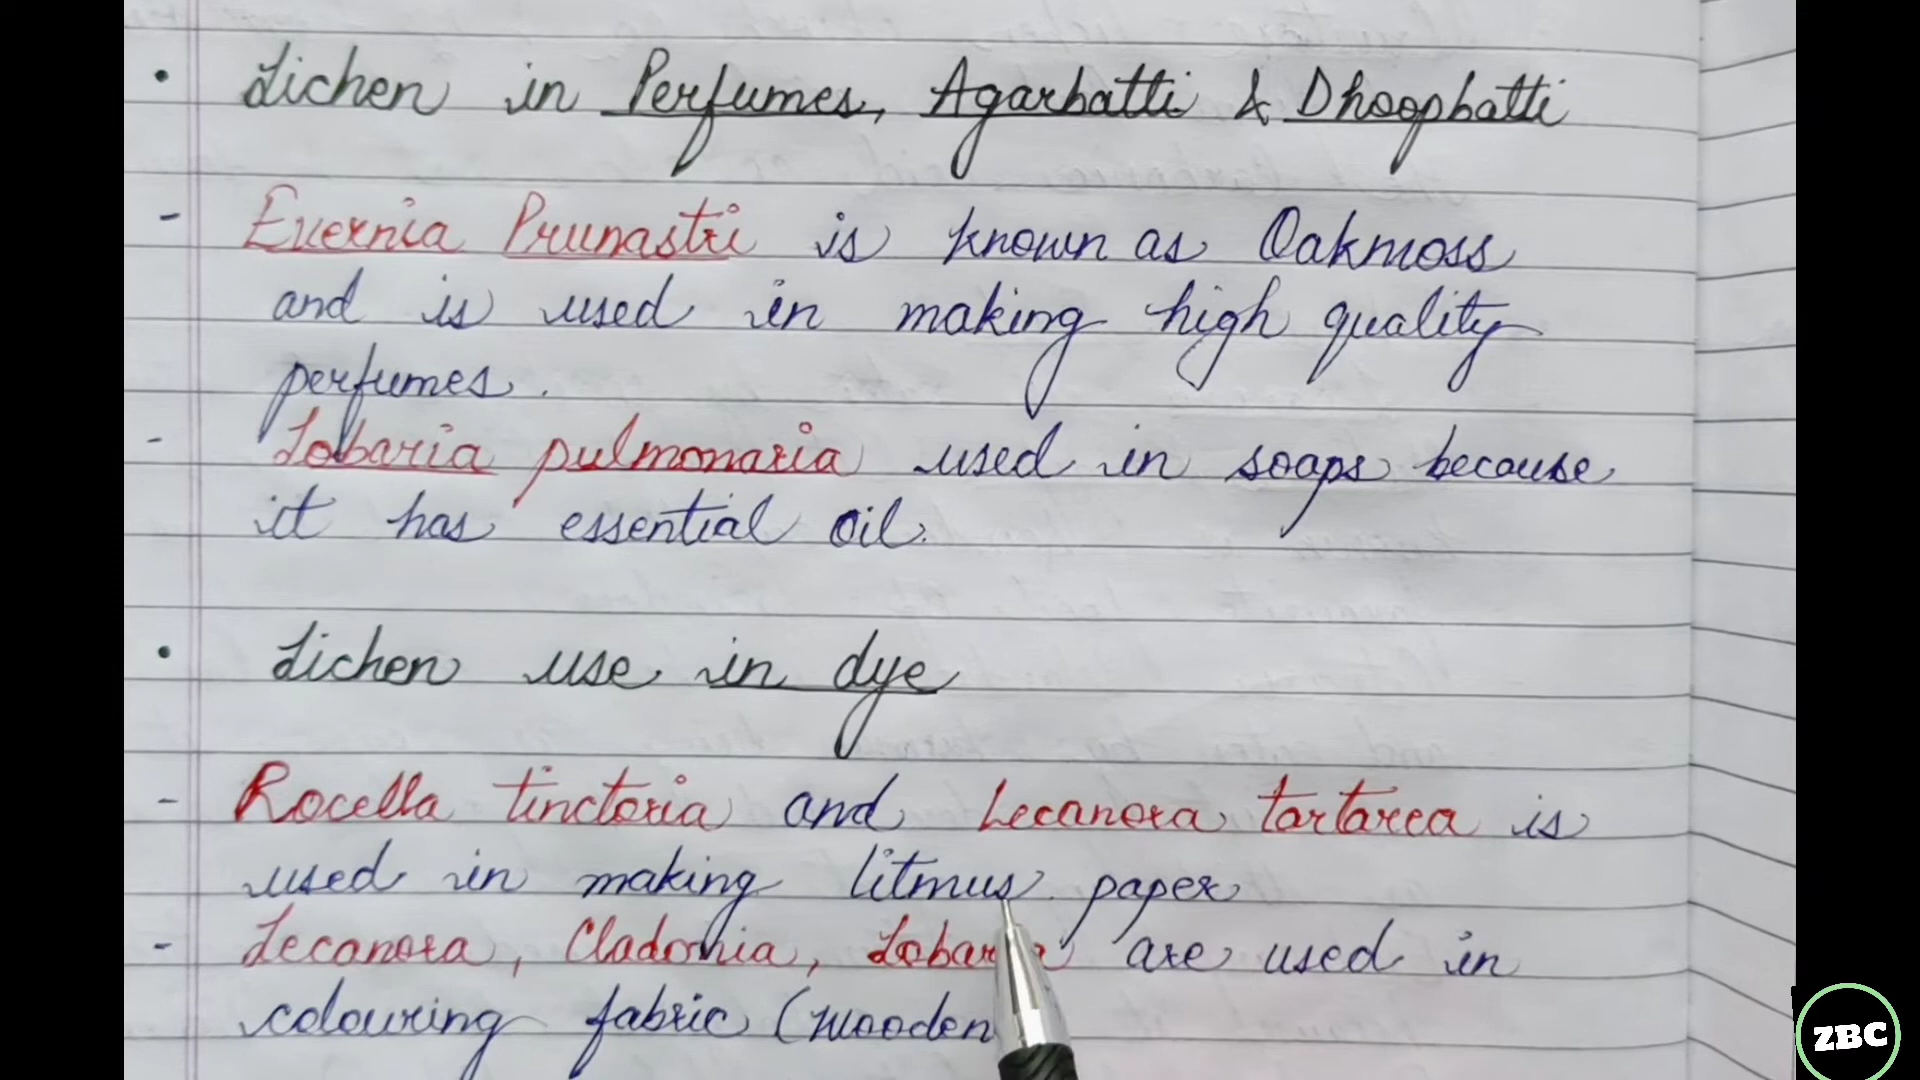 • Lichen in Perfumes, Agarbatti & Dhoopbatti
- Evernia Prunastri is known as Oakmoss
and is used in making high quality
perfumes.
- Lobaria pulmonaria used in soaps because
it has essential oil.
• Lichen use in dye
- Rocella tinctoria and Lecanora tartarea is
used in making litmus paper
- Lecanora, Cladonia, Lobaria are used in
colouring fabric (wooden
ZBC